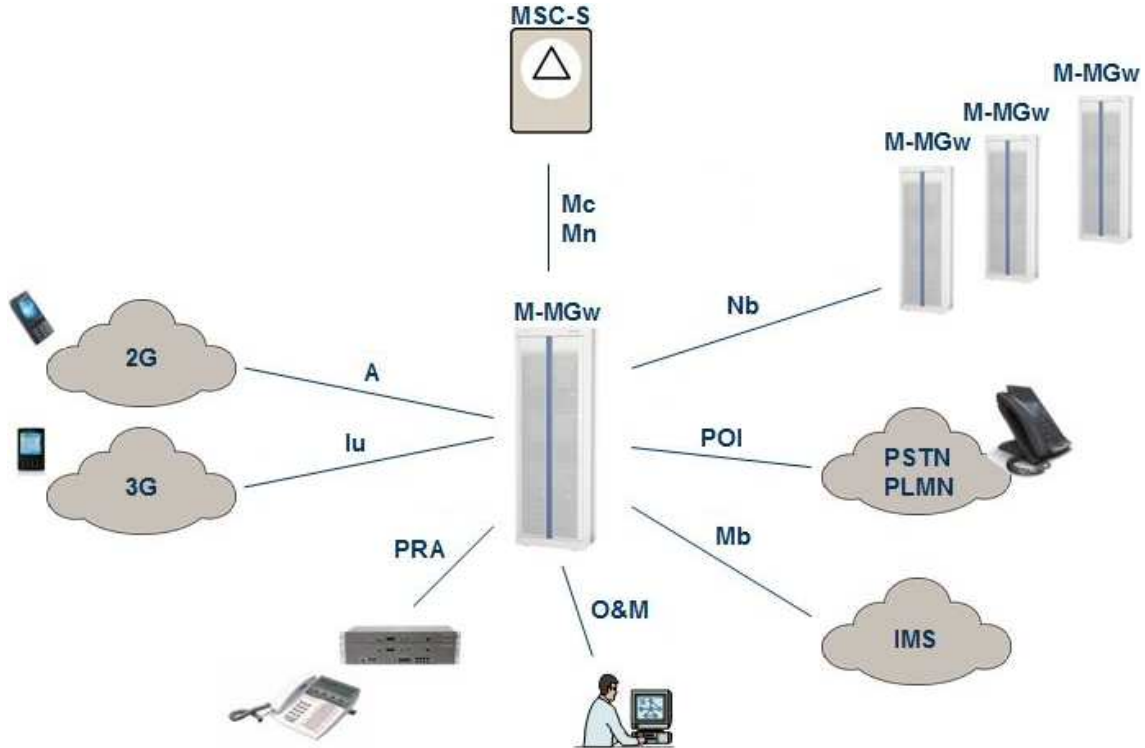 MSC-S
M-MGw
M-MGw
M-MGw
Mc
Mn
M-MGw
Nb
2G
A
Iu
3G
POI
PSTN
PLMN
Mb
PRA
O&M
IMS